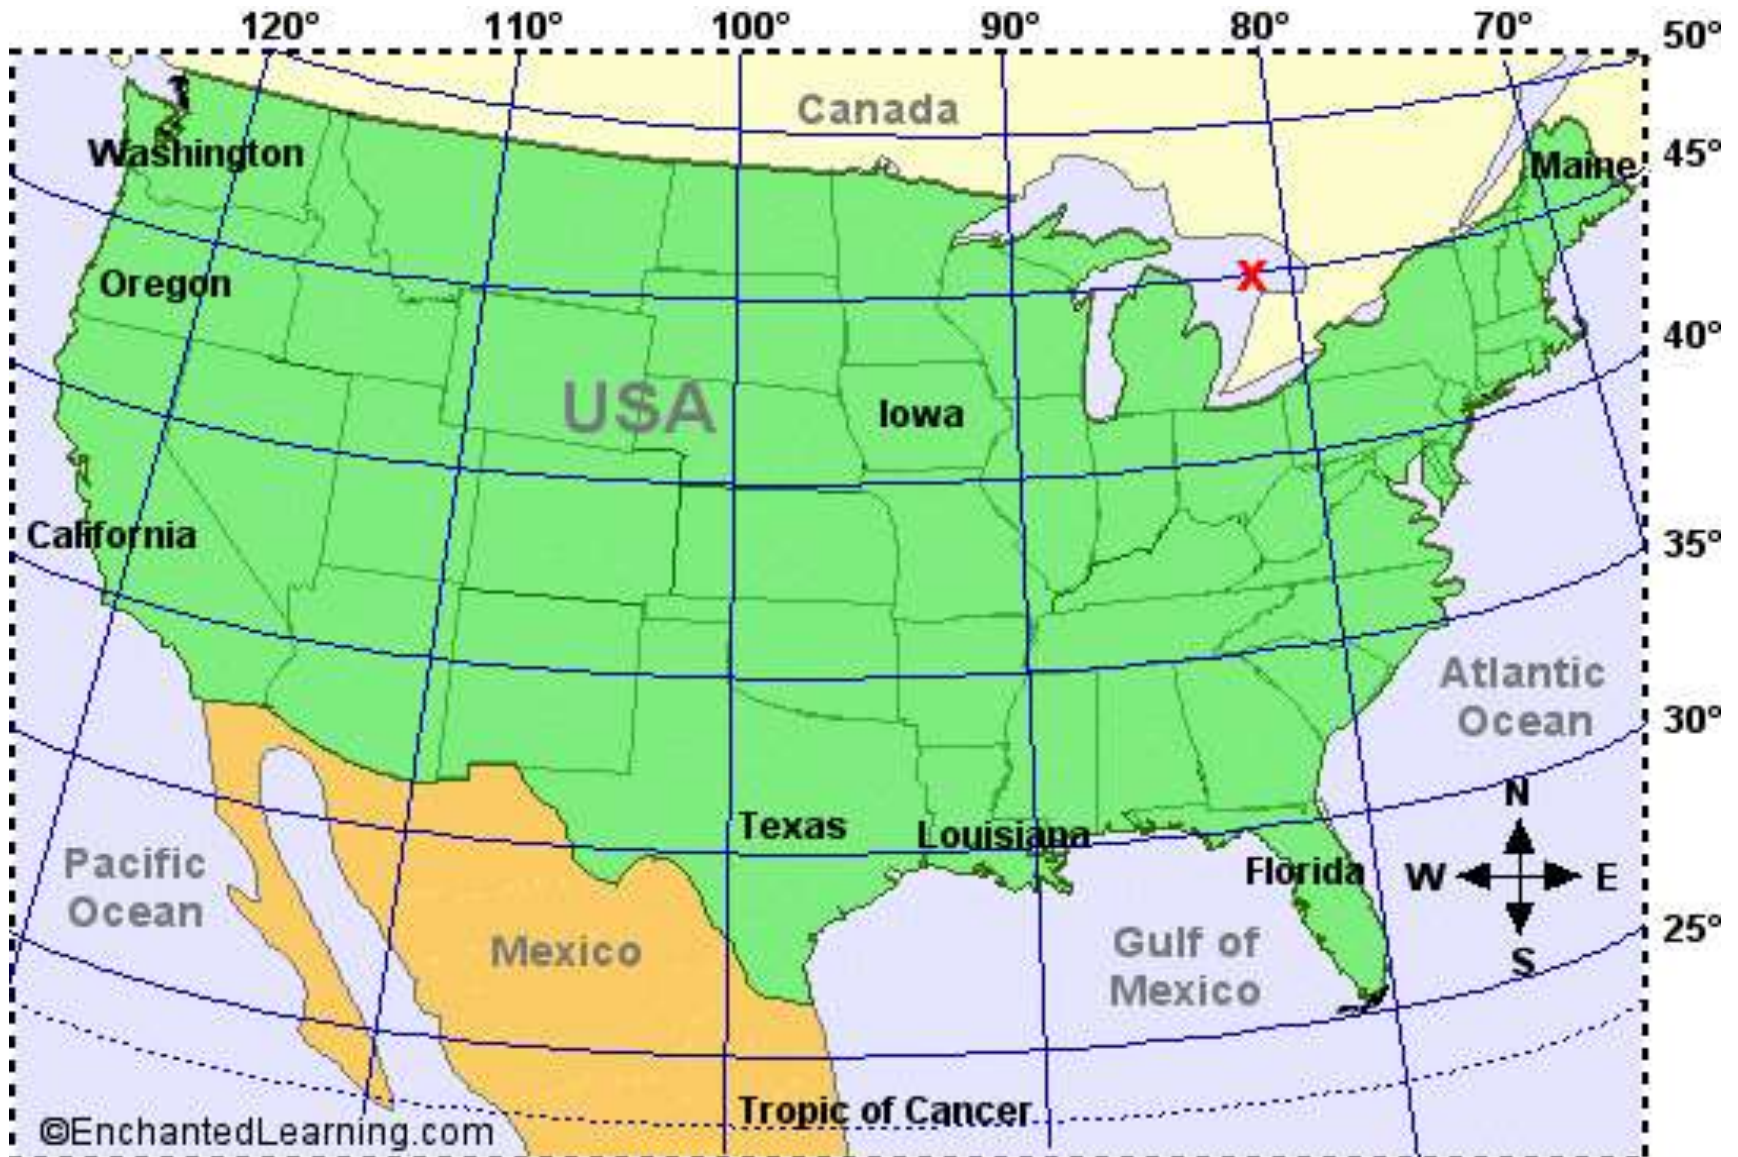 120° 110° 100° 90° 80° 70° 50°
Canada
45°
Washington
Maine
Oregon
X
40°
USA
Iowa
California
35°
Atlantic
Ocean
30°
N
Texas
Louisiana
Pacific
Ocean
Florida
W E
Gulf of
Mexico
25°
Mexico
S
Tropic of Cancer
©EnchantedLearning.com